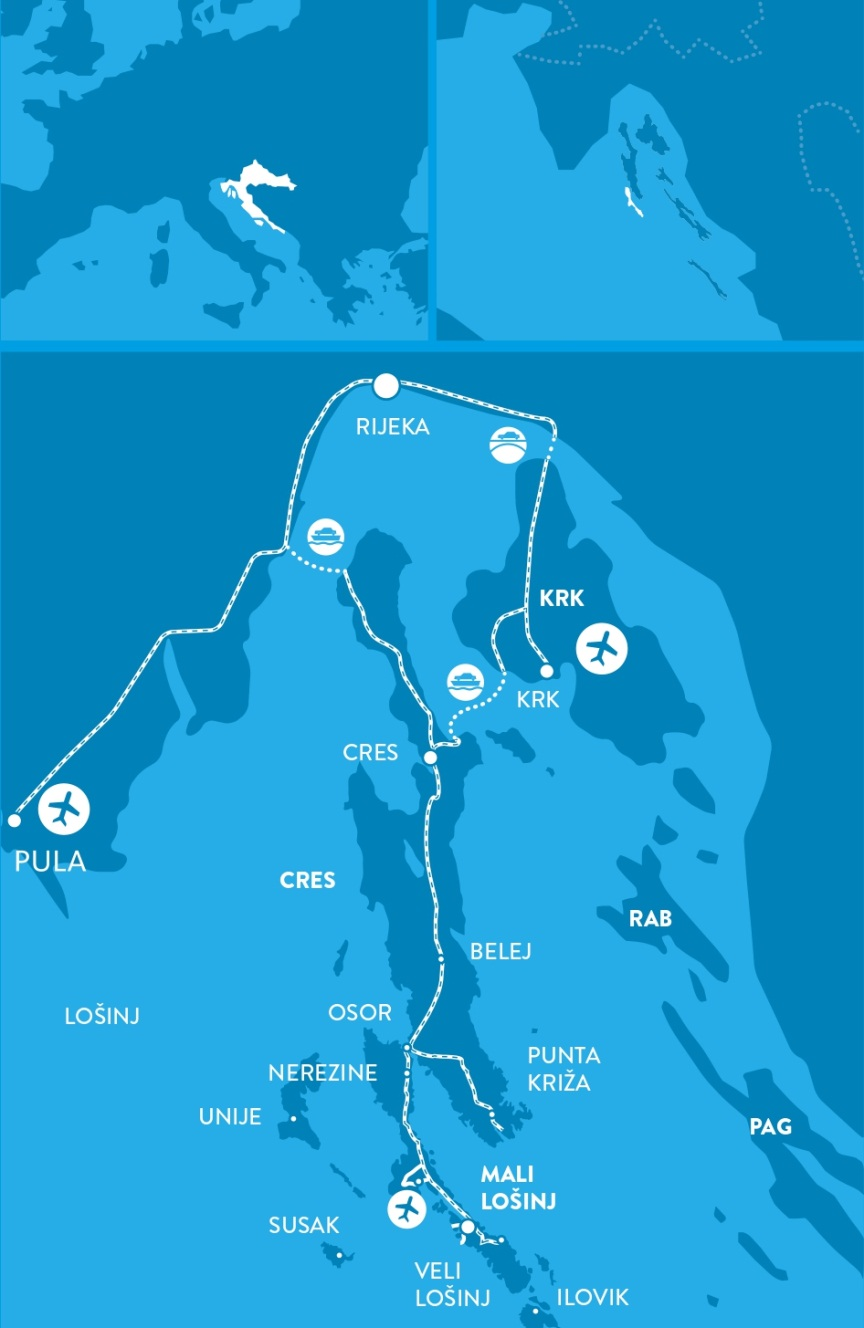 RIJEKA
KRK
KRK
CRES
PULA
CRES
RAB
BELEJ
LOŠINJ
OSOR
PUNTA
KRIŽA
NEREZINE
UNIJE
PAG
MALI
LOŠINJ
SUSAK
VELI
LOŠINJ
ILOVIK